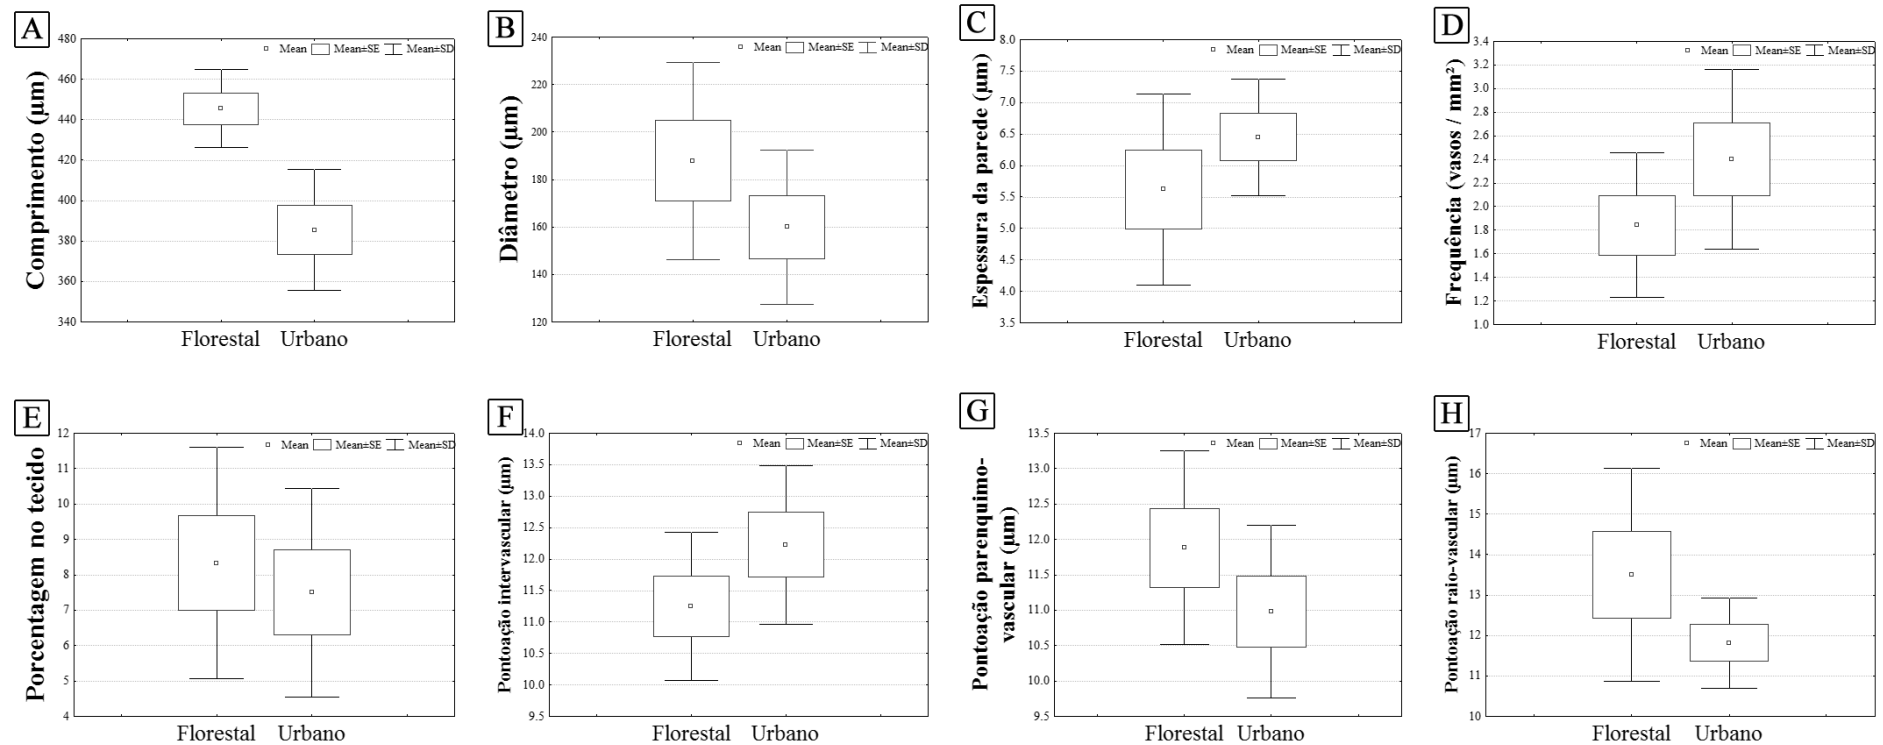 A
Comprimento (µm)
480
460
440
420
400
380
360
340
Mean Mean±SE Mean±SD
Florestal Urbano
B
Diâmetro (µm)
240
220
200
180
160
140
120
Mean Mean±SE Mean±SD
Florestal Urbano
C
Espessura da parede (µm)
8.0
7.5
7.0
6.5
6.0
5.5
5.0
4.5
4.0
3.5
Mean Mean±SE Mean±SD
Florestal Urbano
D
Frequência (vasos / mm²)
3.4
3.2
3.0
2.8
2.6
2.4
2.2
2.0
1.8
1.6
1.4
1.2
1.0
Mean Mean±SE Mean±SD
Florestal Urbano
E
Porcentagem no tecido
12
11
10
9
8
7
6
5
4
Mean Mean±SE Mean±SD
Florestal Urbano
F
Pontoação intervascular (µm)
14.0
13.5
13.0
12.5
12.0
11.5
11.0
10.5
10.0
9.5
Mean Mean±SE Mean±SD
Florestal Urbano
G
Pontoação parenquimo-
vascular (µm)
13.5
13.0
12.5
12.0
11.5
11.0
10.5
10.0
9.5
Mean Mean±SE Mean±SD
Florestal Urbano
H
Pontoação raio-vascular (µm)
17
16
15
14
13
12
11
10
Mean Mean±SE Mean±SD
Florestal Urbano